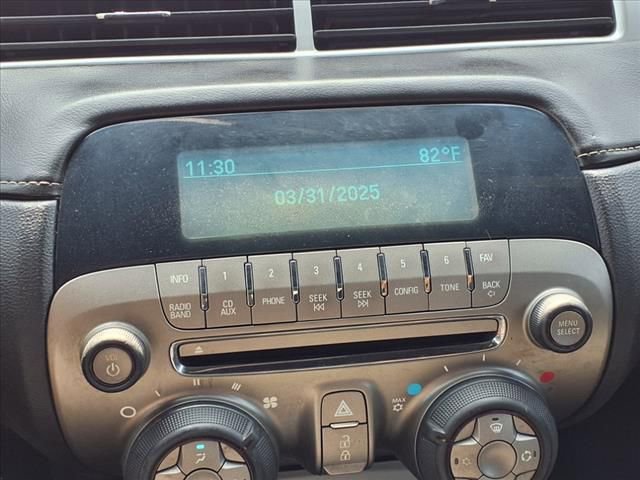 11:30 82°F
03/31/2025
INFO 1 2 3 4 5 6 FAV
RADIO BAND CD AUX PHONE SEEK SEEK CONFIG TONE BACK
VOL
MENU SELECT
MAX